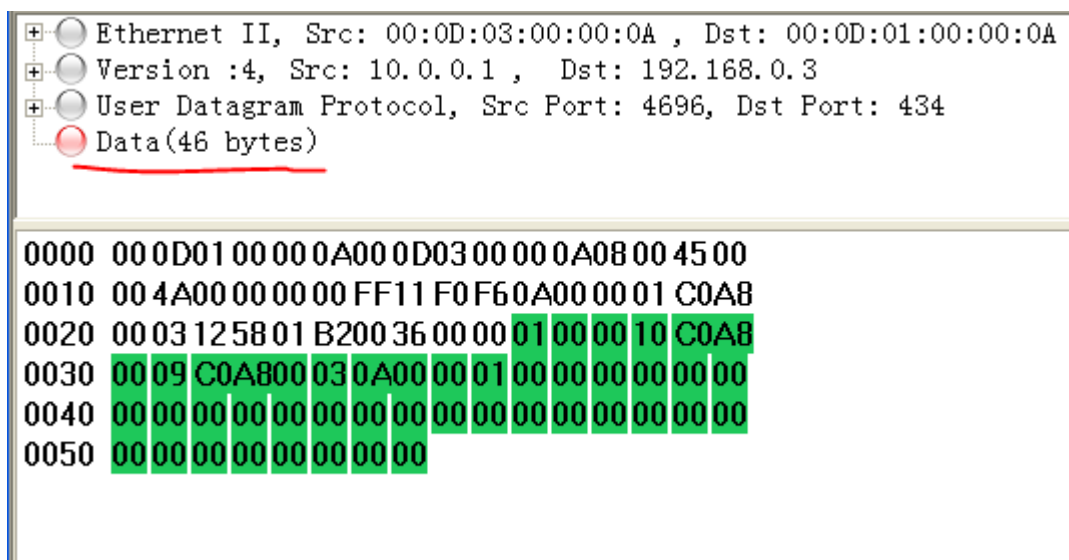 Ethernet II, Src: 00:0D:03:00:00:0A , Dst: 00:0D:01:00:00:0A
Version :4, Src: 10.0.0.1 , Dst: 192.168.0.3
User Datagram Protocol, Src Port: 4696, Dst Port: 434
Data(46 bytes)
0000 00 0D 01 00 00 0A 00 0D 03 00 00 0A 08 00 45 00
0010 00 4A 00 00 00 00 FF 11 F0 F6 0A 00 00 01 C0 A8
0020 00 03 12 58 01 B2 00 36 00 00 01 00 00 10 C0 A8
0030 00 09 C0 A8 00 03 0A 00 00 01 00 00 00 00 00 00
0040 00 00 00 00 00 00 00 00 00 00 00 00 00 00 00 00
0050 00 00 00 00 00 00 00 00